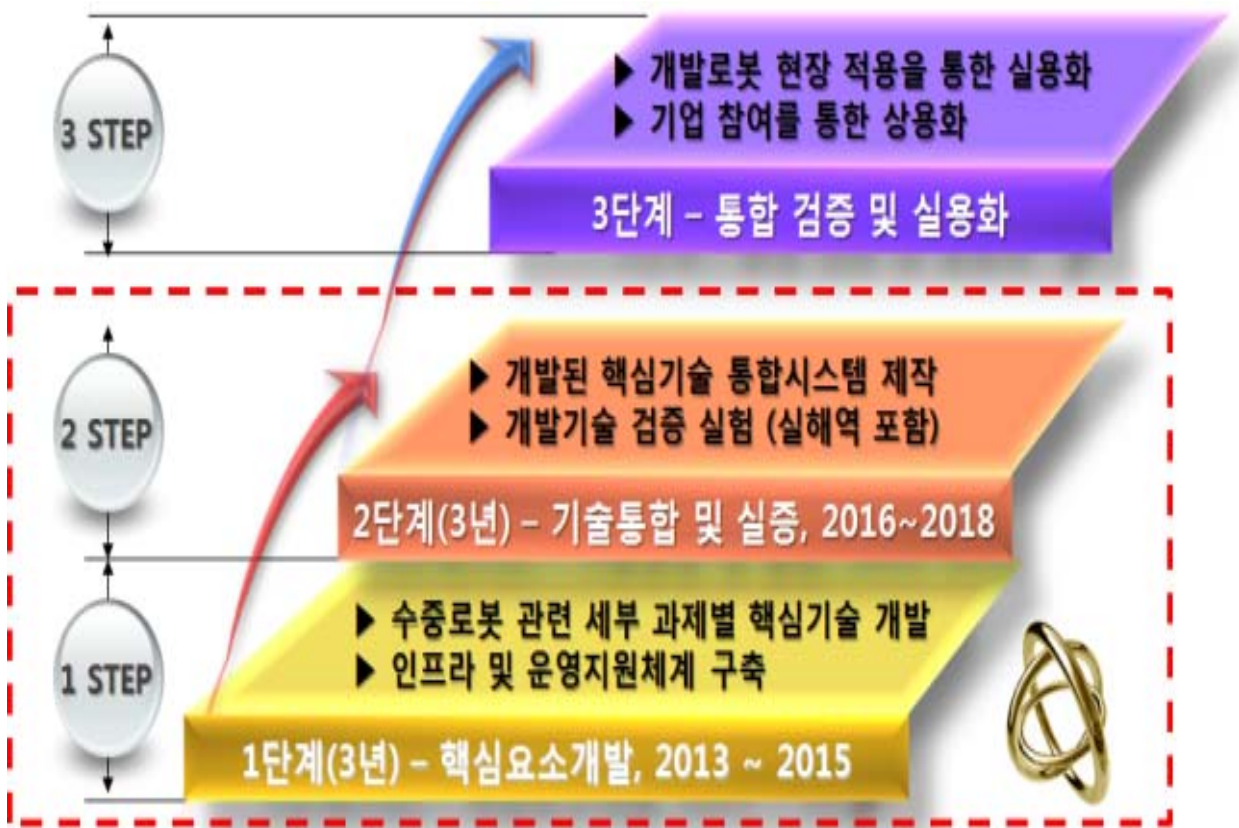 3 STEP
▶ 개발로봇 현장 적용을 통한 실용화
▶ 기업 참여를 통한 상용화
3단계 – 통합 검증 및 실용화
2 STEP
▶ 개발된 핵심기술 통합시스템 제작
▶ 개발기술 검증 실험 (실해역 포함)
2단계(3년) – 기술통합 및 실증, 2016~2018
1 STEP
▶ 수중로봇 관련 세부 과제별 핵심기술 개발
▶ 인프라 및 운영지원체계 구축
1단계(3년) – 핵심요소개발, 2013 ~ 2015